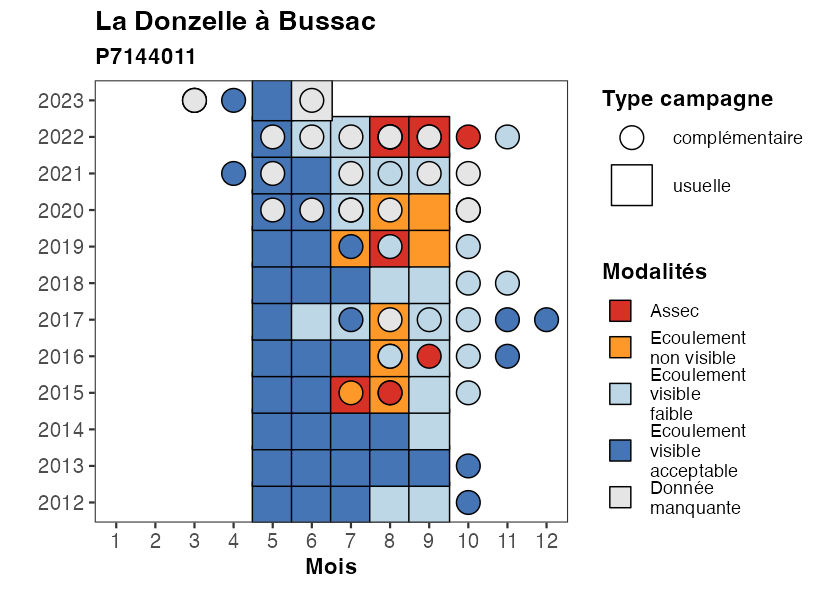 La Donzelle à Bussac
P7144011
2023
2022
2021
2020
2019
2018
2017
2016
2015
2014
2013
2012
1 2 3 4 5 6 7 8 9 10 11 12
Mois
Type campagne
complémentaire
usuelle
Modalités
Assec
Ecoulement
non visible
Ecoulement
visible
faible
Ecoulement
visible
acceptable
Donnée
manquante